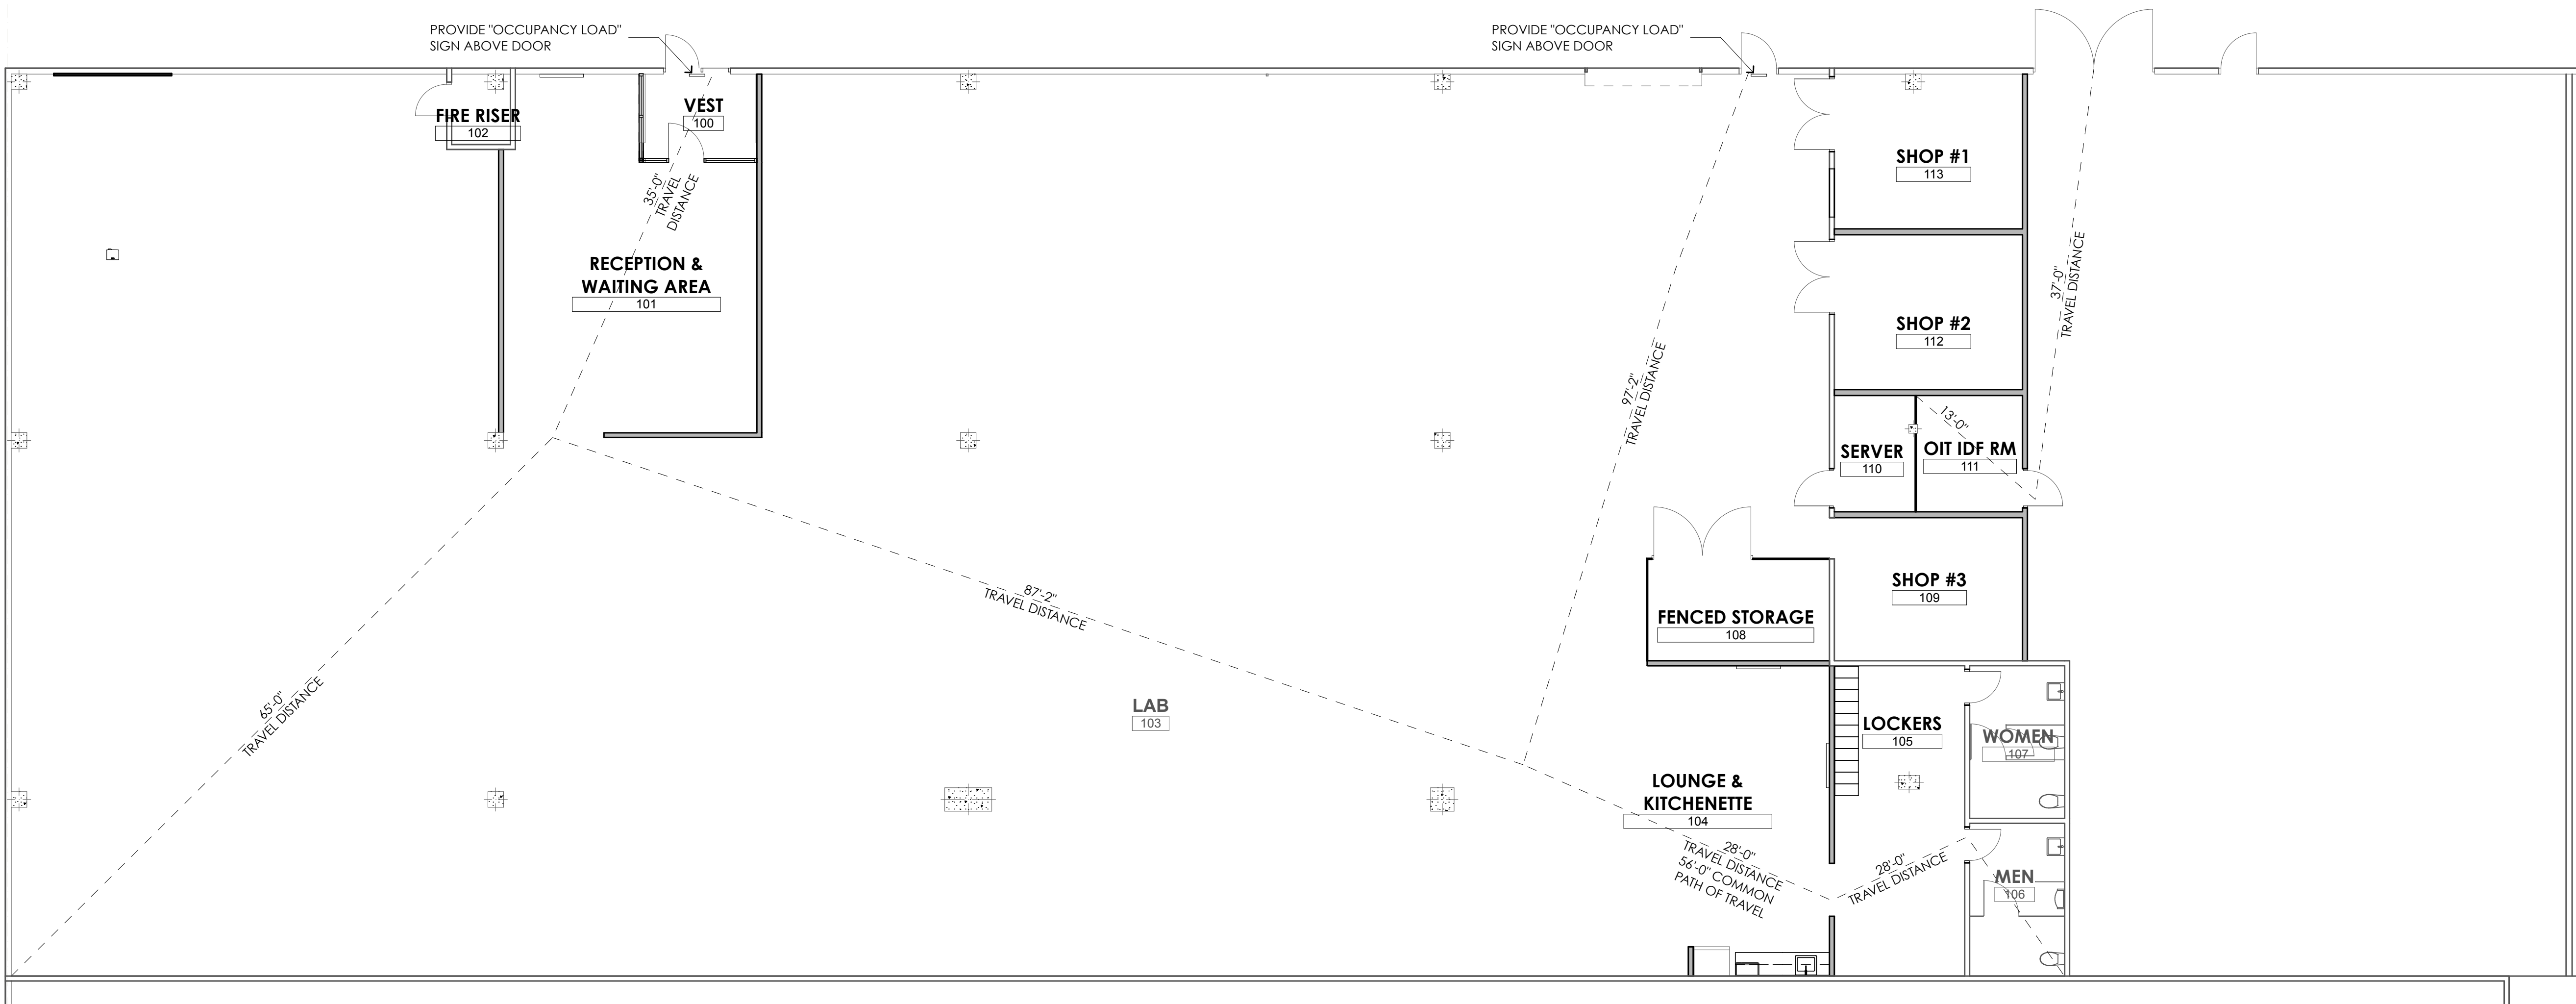 PROVIDE "OCCUPANCY LOAD"
SIGN ABOVE DOOR
PROVIDE "OCCUPANCY LOAD"
SIGN ABOVE DOOR
FIRE RISER
102
VEST
100
35'-0"
TRAVEL
DISTANCE
RECEPTION &
WAITING AREA
101
SHOP #1
113
SHOP #2
112
37'-0"
TRAVEL DISTANCE
97'-2"
TRAVEL DISTANCE
13'-0"
SERVER
110
OIT IDF RM
111
SHOP #3
109
FENCED STORAGE
108
87'-2"
TRAVEL DISTANCE
65'-0"
TRAVEL DISTANCE
LAB
103
LOCKERS
105
WOMEN
107
LOUNGE &
KITCHENETTE
104
28'-0"
TRAVEL DISTANCE
56'-0" COMMON
PATH OF TRAVEL
28'-0"
TRAVEL DISTANCE
MEN
106